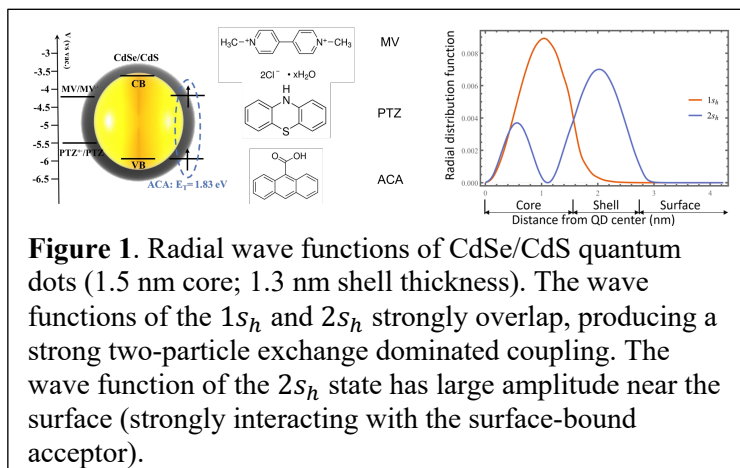 V (vs vac.)
-3
-3.5
-4
-4.5
-5
-5.5
-6
-6.5
CdSe/CdS
CB
MV/MV
PTZ⁺/PTZ
VB
ACA: E_T= 1.83 eV
H₃C
N⁺
N⁺
CH₃
2Cl⁻ • xH₂O
MV
H
N
S
PTZ
O
OH
ACA
Radial distribution function
0.008
0.006
0.004
0.002
0.000
0
1
2
3
4
1s_h
2s_h
Core
Shell
Surface
Distance from QD center (nm)
Figure 1. Radial wave functions of CdSe/CdS quantum
dots (1.5 nm core; 1.3 nm shell thickness). The wave
functions of the 1s_h and 2s_h strongly overlap, producing a
strong two-particle exchange dominated coupling. The
wave function of the 2s_h state has large amplitude near the
surface (strongly interacting with the surface-bound
acceptor).